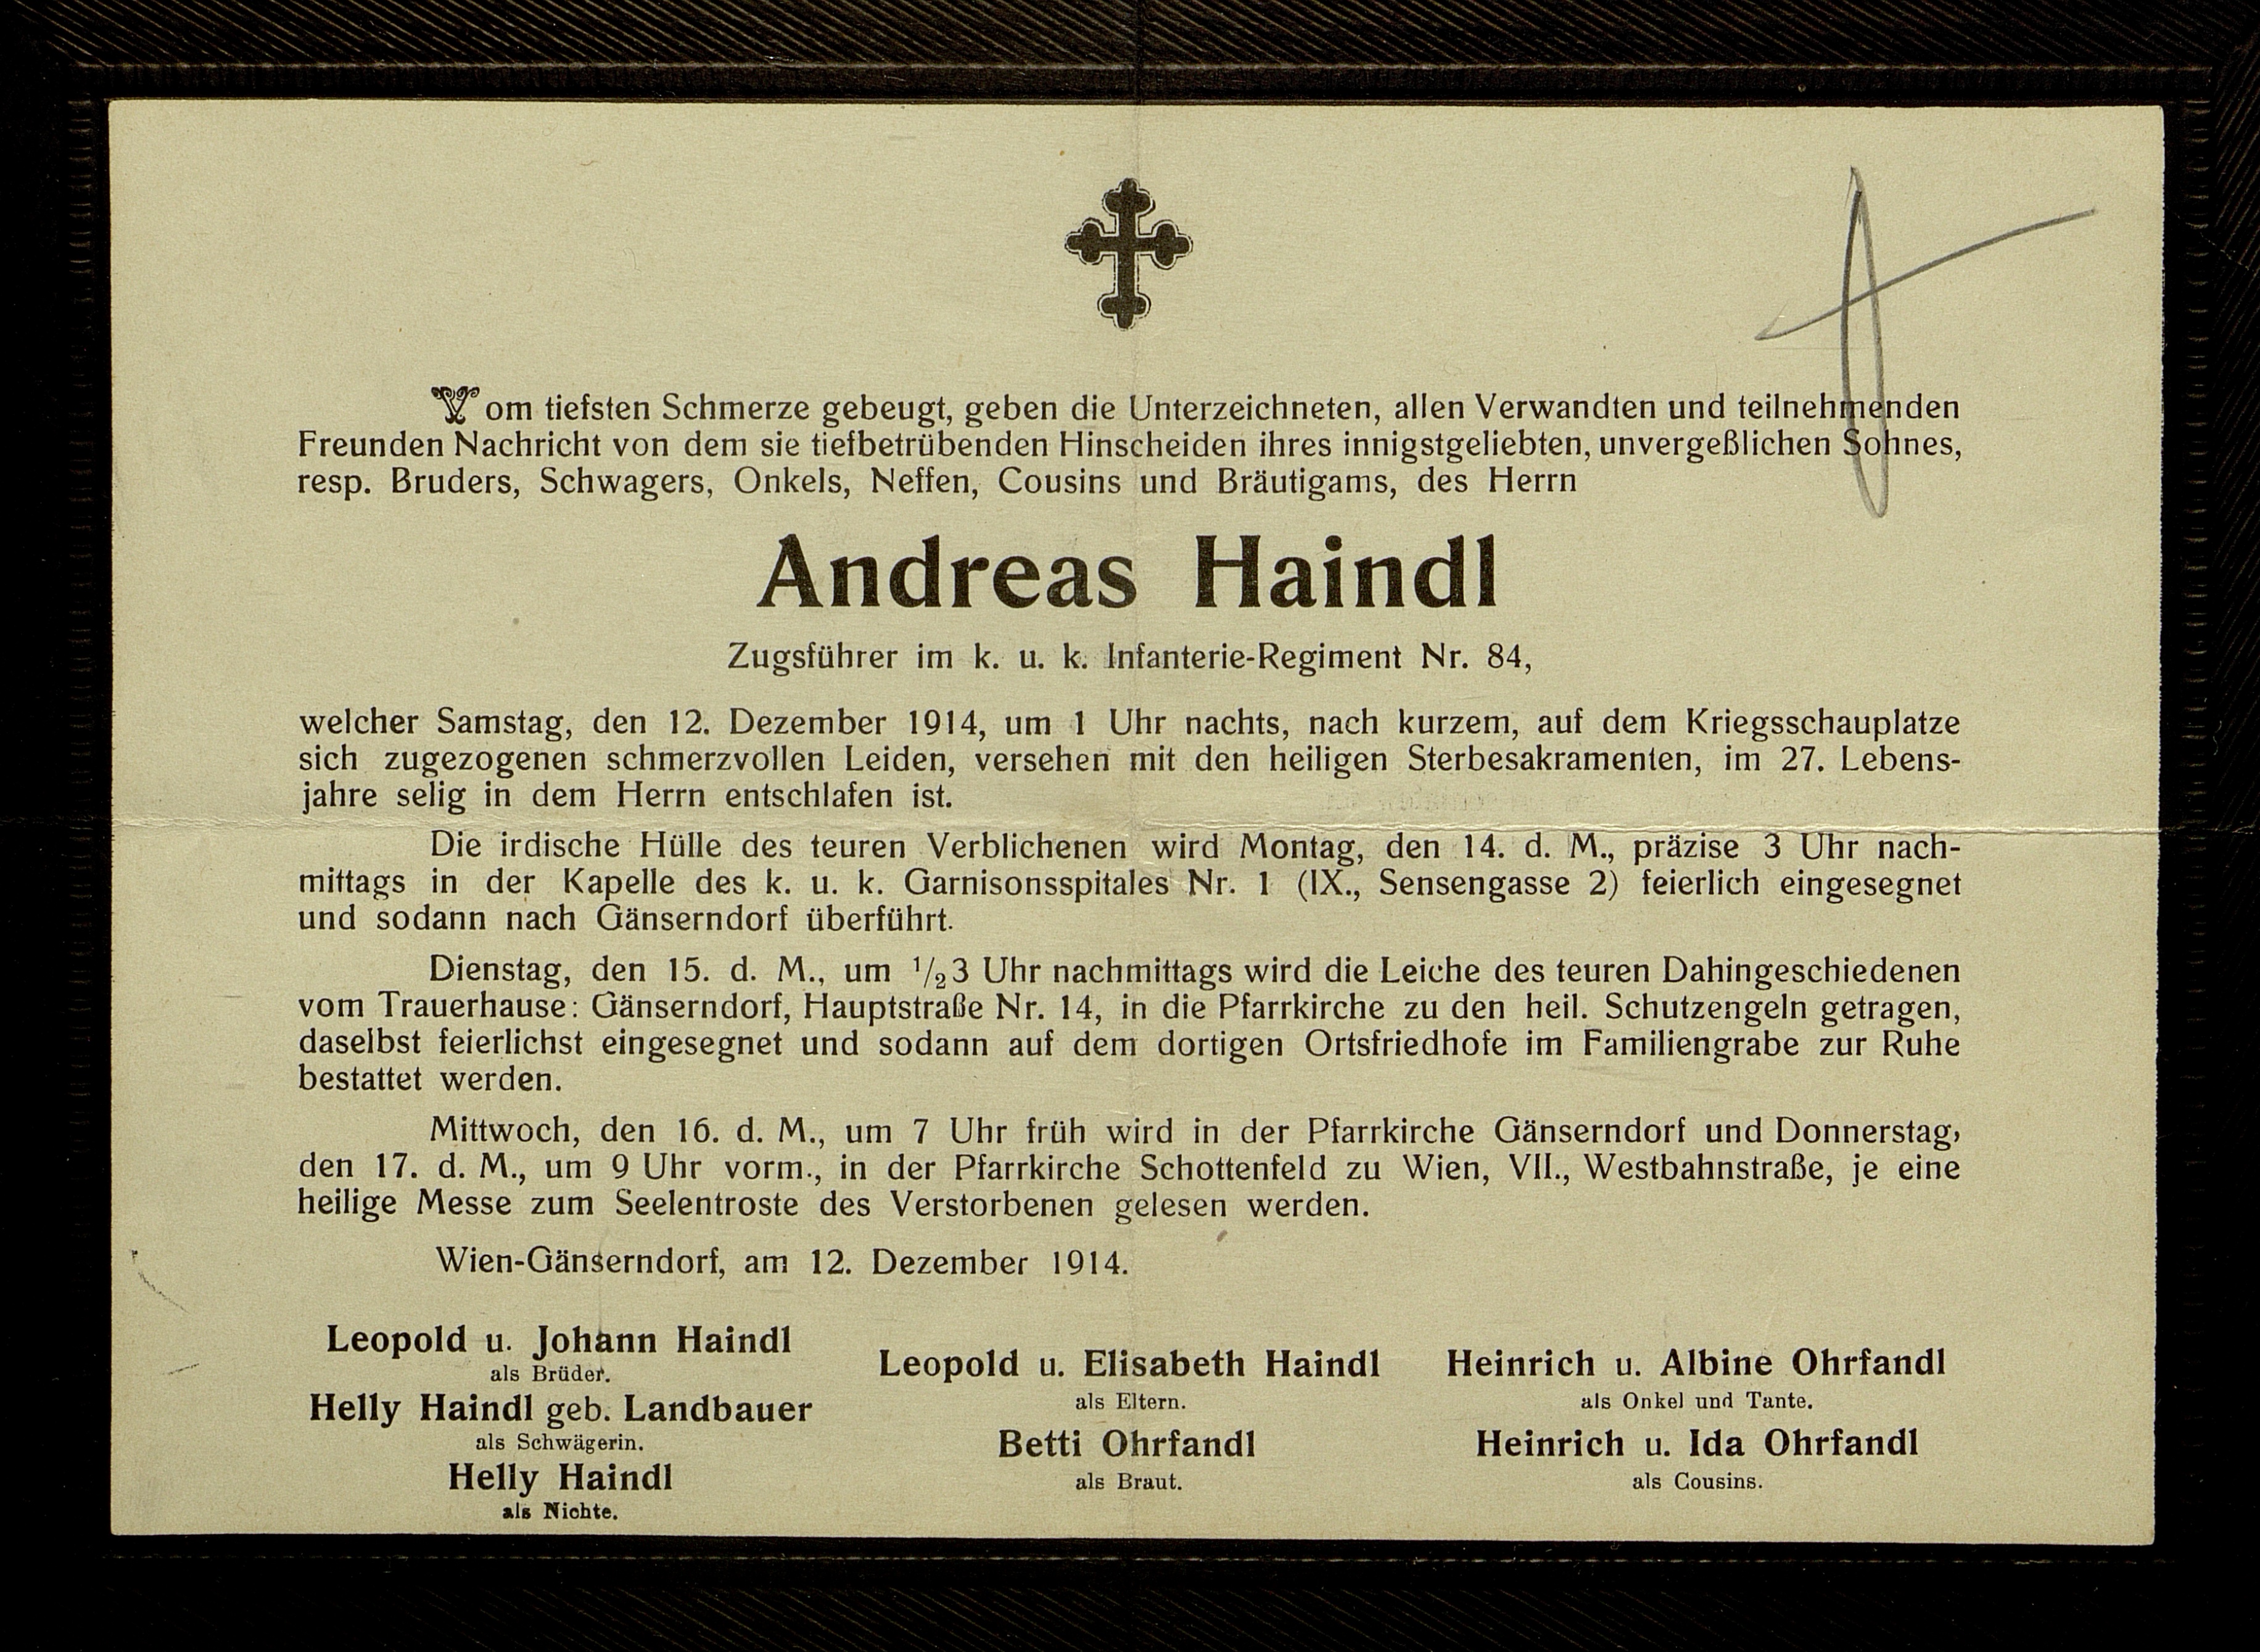 Vom tiefsten Schmerze gebeugt, geben die Unterzeichneten, allen Verwandten und teilnehmenden
Freunden Nachricht von dem sie tiefbetrübenden Hinscheiden ihres innigstgeliebten, unvergeßlichen Sohnes,
resp. Bruders, Schwagers, Onkels, Neffen, Cousins und Bräutigams, des Herrn
Andreas Haindl
Zugsführer im k. u. k. Infanterie-Regiment Nr. 84,
welcher Samstag, den 12. Dezember 1914, um 1 Uhr nachts, nach kurzem, auf dem Kriegsschauplatze
sich zugezogenen schmerzvollen Leiden, versehen mit den heiligen Sterbesakramenten, im 27. Lebens-
jahre selig in dem Herrn entschlafen ist.
Die irdische Hülle des teuren Verblichenen wird Montag, den 14. d. M., präzise 3 Uhr nach-
mittags in der Kapelle des k. u. k. Garnisonsspitales Nr. 1 (IX., Sensengasse 2) feierlich eingesegnet
und sodann nach Gänserndorf überführt.
Dienstag, den 15. d. M., um 1/2 3 Uhr nachmittags wird die Leiche des teuren Dahingeschiedenen
vom Trauerhause: Gänserndorf, Hauptstraße Nr. 14, in die Pfarrkirche zu den heil. Schutzengeln getragen,
daselbst feierlichst eingesegnet und sodann auf dem dortigen Ortsfriedhofe im Familiengrabe zur Ruhe
bestattet werden.
Mittwoch, den 16. d. M., um 7 Uhr früh wird in der Pfarrkirche Gänserndorf und Donnerstag,
den 17. d. M., um 9 Uhr vorm., in der Pfarrkirche Schottenfeld zu Wien, VII., Westbahnstraße, je eine
heilige Messe zum Seelentroste des Verstorbenen gelesen werden.
Wien-Gänserndorf, am 12. Dezember 1914.
Leopold u. Johann Haindl
als Brüder.
Helly Haindl geb. Landbauer
als Schwägerin.
Helly Haindl
als Nichte.
Leopold u. Elisabeth Haindl
als Eltern.
Betti Ohrfandl
als Braut.
Heinrich u. Albine Ohrfandl
als Onkel und Tante.
Heinrich u. Ida Ohrfandl
als Cousins.